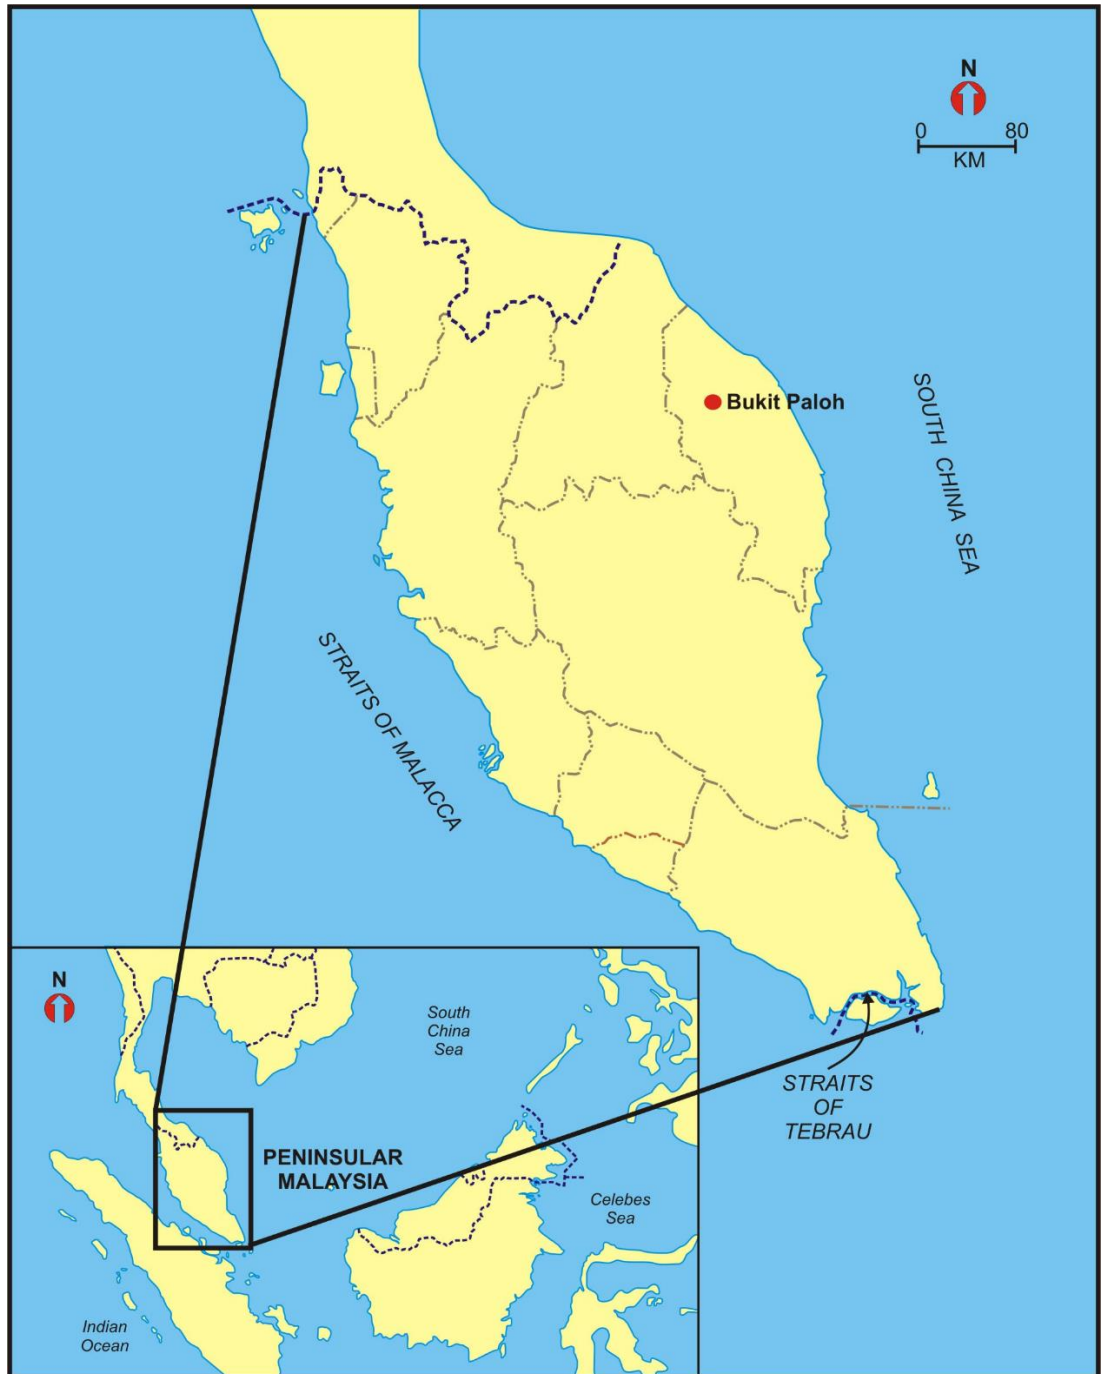 N
0 80
KM
Bukit Paloh
SOUTH CHINA SEA
STRAITS OF MALACCA
STRAITS
OF
TEBRAU
N
South
China
Sea
PENINSULAR
MALAYSIA
Celebes
Sea
Indian
Ocean